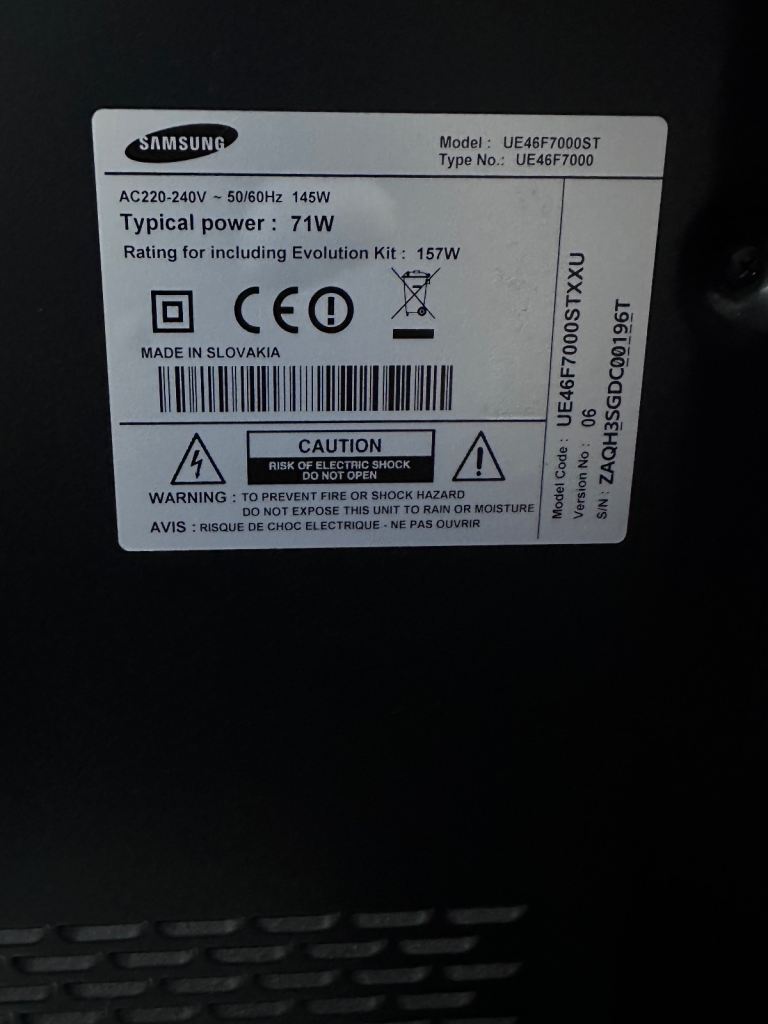 SAMSUNG
Model : UE46F7000ST
Type No.: UE46F7000
AC220-240V ~ 50/60Hz 145W
Typical power : 71W
Rating for including Evolution Kit : 157W
CE
MADE IN SLOVAKIA
CAUTION
RISK OF ELECTRIC SHOCK
DO NOT OPEN
WARNING : TO PREVENT FIRE OR SHOCK HAZARD
DO NOT EXPOSE THIS UNIT TO RAIN OR MOISTURE
AVIS : RISQUE DE CHOC ELECTRIQUE - NE PAS OUVRIR
Model Code : UE46F7000STXXU
Version No : 06
S/N : ZAQH3SGDC00196T